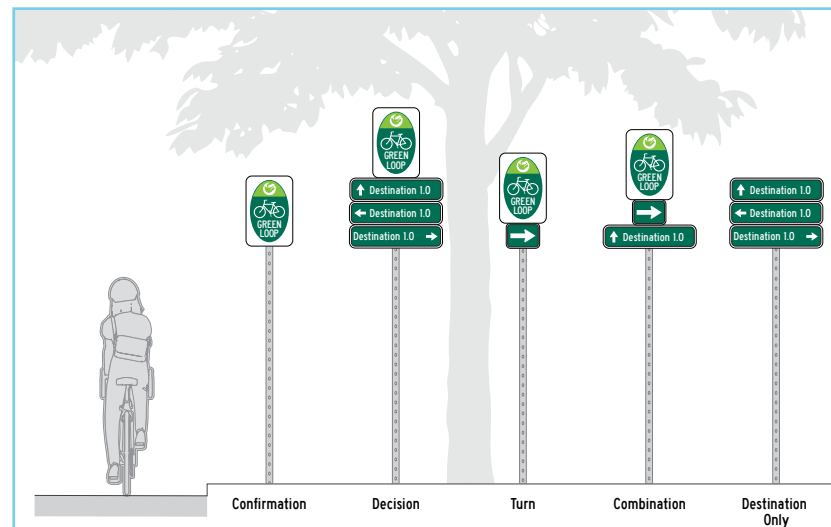 GREEN
LOOP
GREEN
LOOP
Destination 1.0
Destination 1.0
Destination 1.0
GREEN
LOOP
GREEN
LOOP
Destination 1.0
Destination 1.0
Destination 1.0
Destination 1.0
Confirmation
Decision
Turn
Combination
Destination
Only